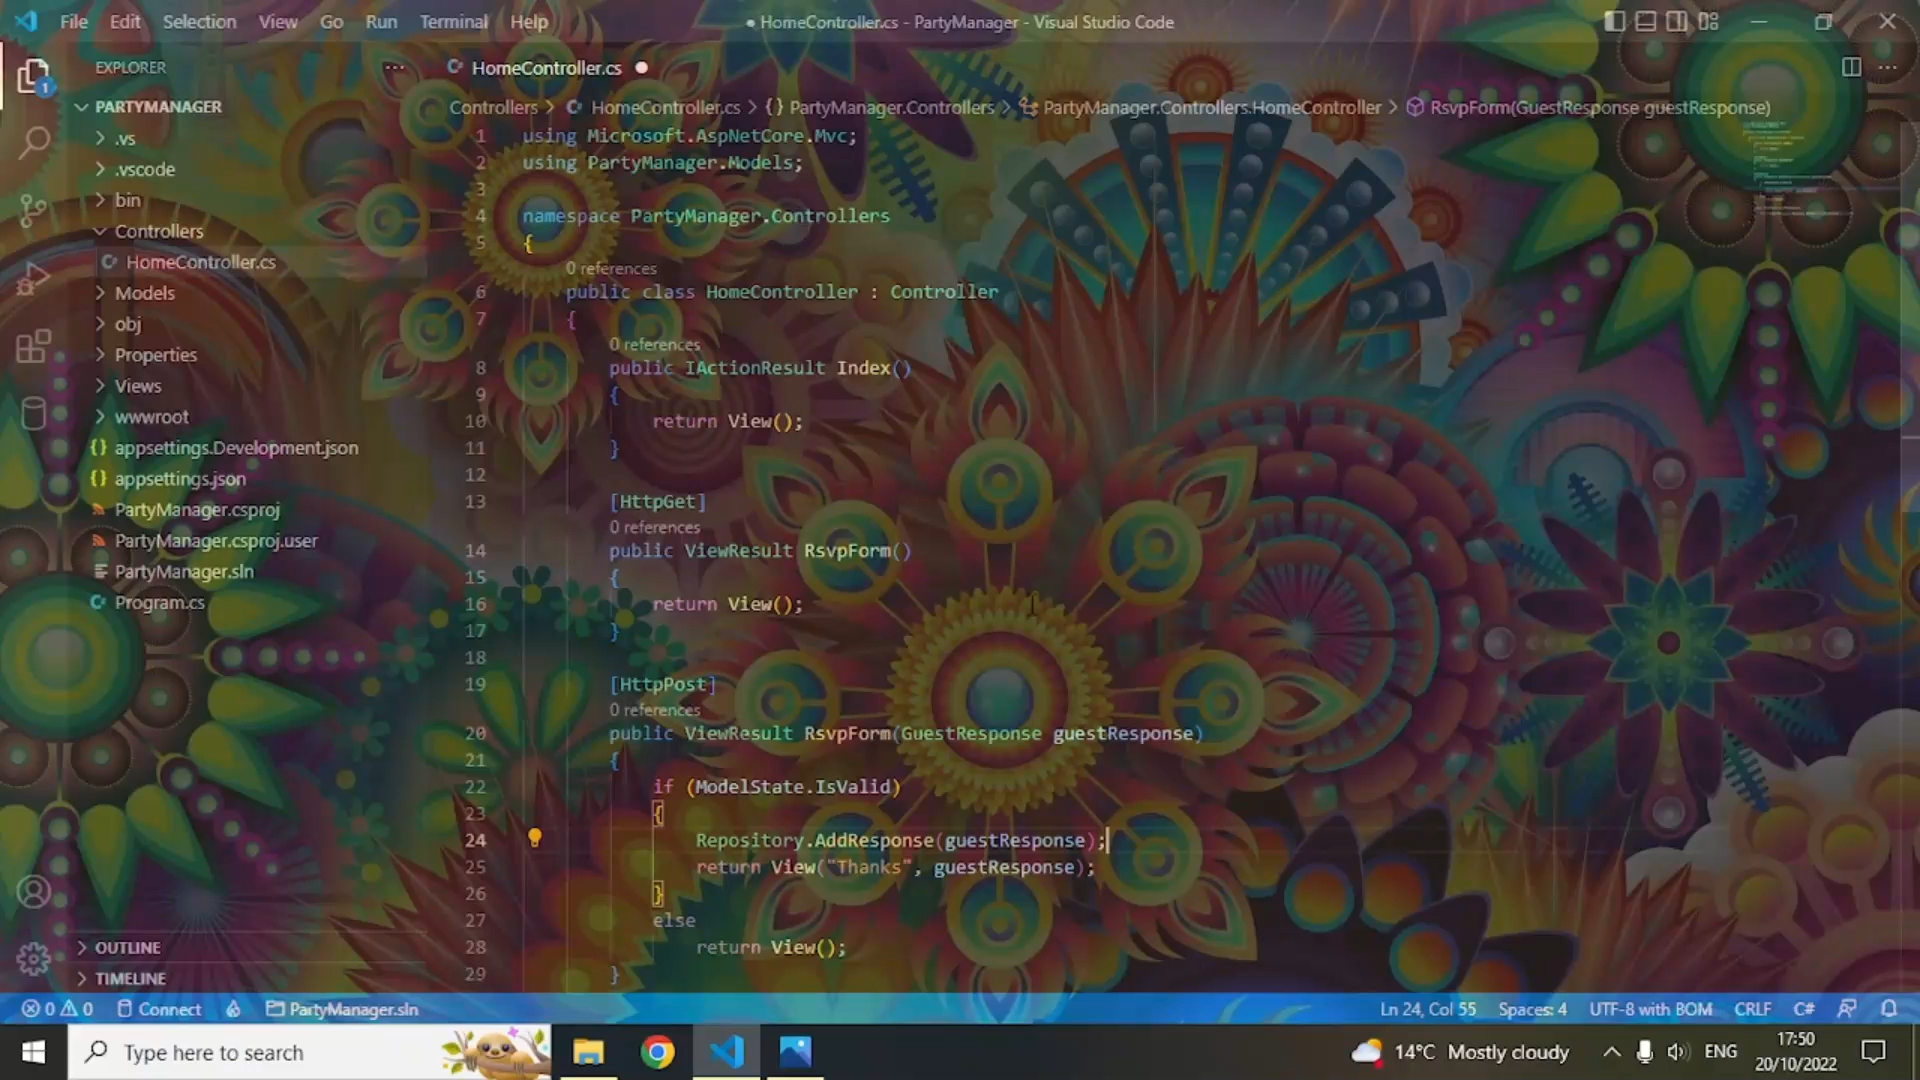 File Edit Selection View Go Run Terminal Help
● HomeController.cs - PartyManager - Visual Studio Code
EXPLORER
1
PARTYMANAGER
.vs
.vscode
bin
Controllers
HomeController.cs
Models
obj
Properties
Views
wwwroot
{} appsettings.Development.json
{} appsettings.json
PartyManager.csproj
PartyManager.csproj.user
PartyManager.sln
Program.cs
OUTLINE
TIMELINE
HomeController.cs
Controllers > HomeController.cs > {} PartyManager.Controllers > PartyManager.Controllers.HomeController > RsvpForm(GuestResponse guestResponse)
1 using Microsoft.AspNetCore.Mvc;
2 using PartyManager.Models;
3
4 namespace PartyManager.Controllers
5 {
0 references
6 public class HomeController : Controller
7 {
0 references
8 public IActionResult Index()
9 {
10 return View();
11 }
12
13 [HttpGet]
0 references
14 public ViewResult RsvpForm()
15 {
16 return View();
17 }
18
19 [HttpPost]
0 references
20 public ViewResult RsvpForm(GuestResponse guestResponse)
21 {
22 if (ModelState.IsValid)
23 {
24 Repository.AddResponse(guestResponse);
25 return View("Thanks", guestResponse);
26 }
27 else
28 return View();
29 }
0 0 Connect PartyManager.sln
Ln 24, Col 55 Spaces: 4 UTF-8 with BOM CRLF C#
Type here to search
14°C Mostly cloudy
ENG
17:50
20/10/2022